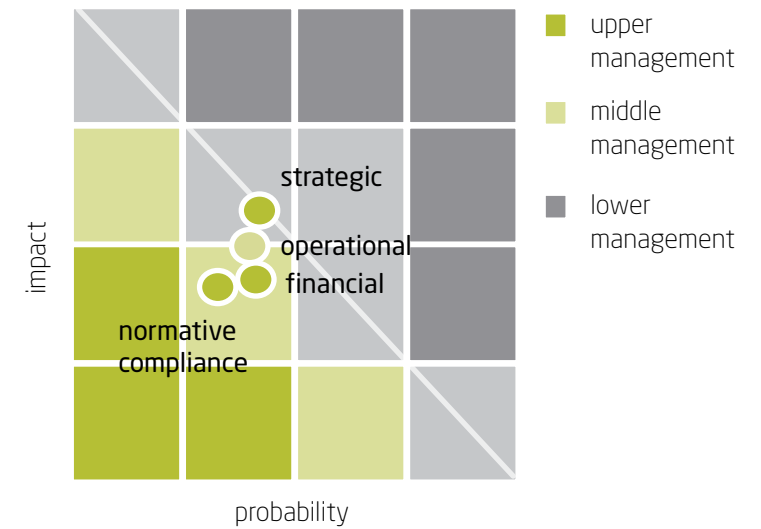 upper
management
middle
management
lower
management
strategic
operational
financial
normative
compliance
impact
probability